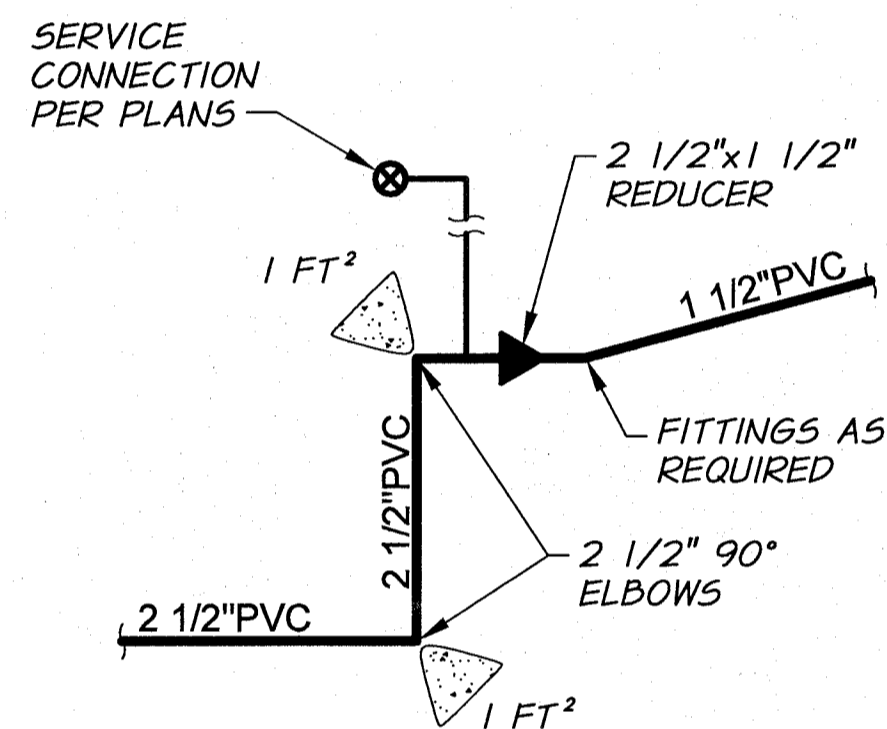 SERVICE
CONNECTION
PER PLANS
2 1/2"x1 1/2"
REDUCER
1 FT²
1 1/2"PVC
FITTINGS AS
REQUIRED
2 1/2"PVC
2 1/2" 90°
ELBOWS
2 1/2"PVC
1 FT²